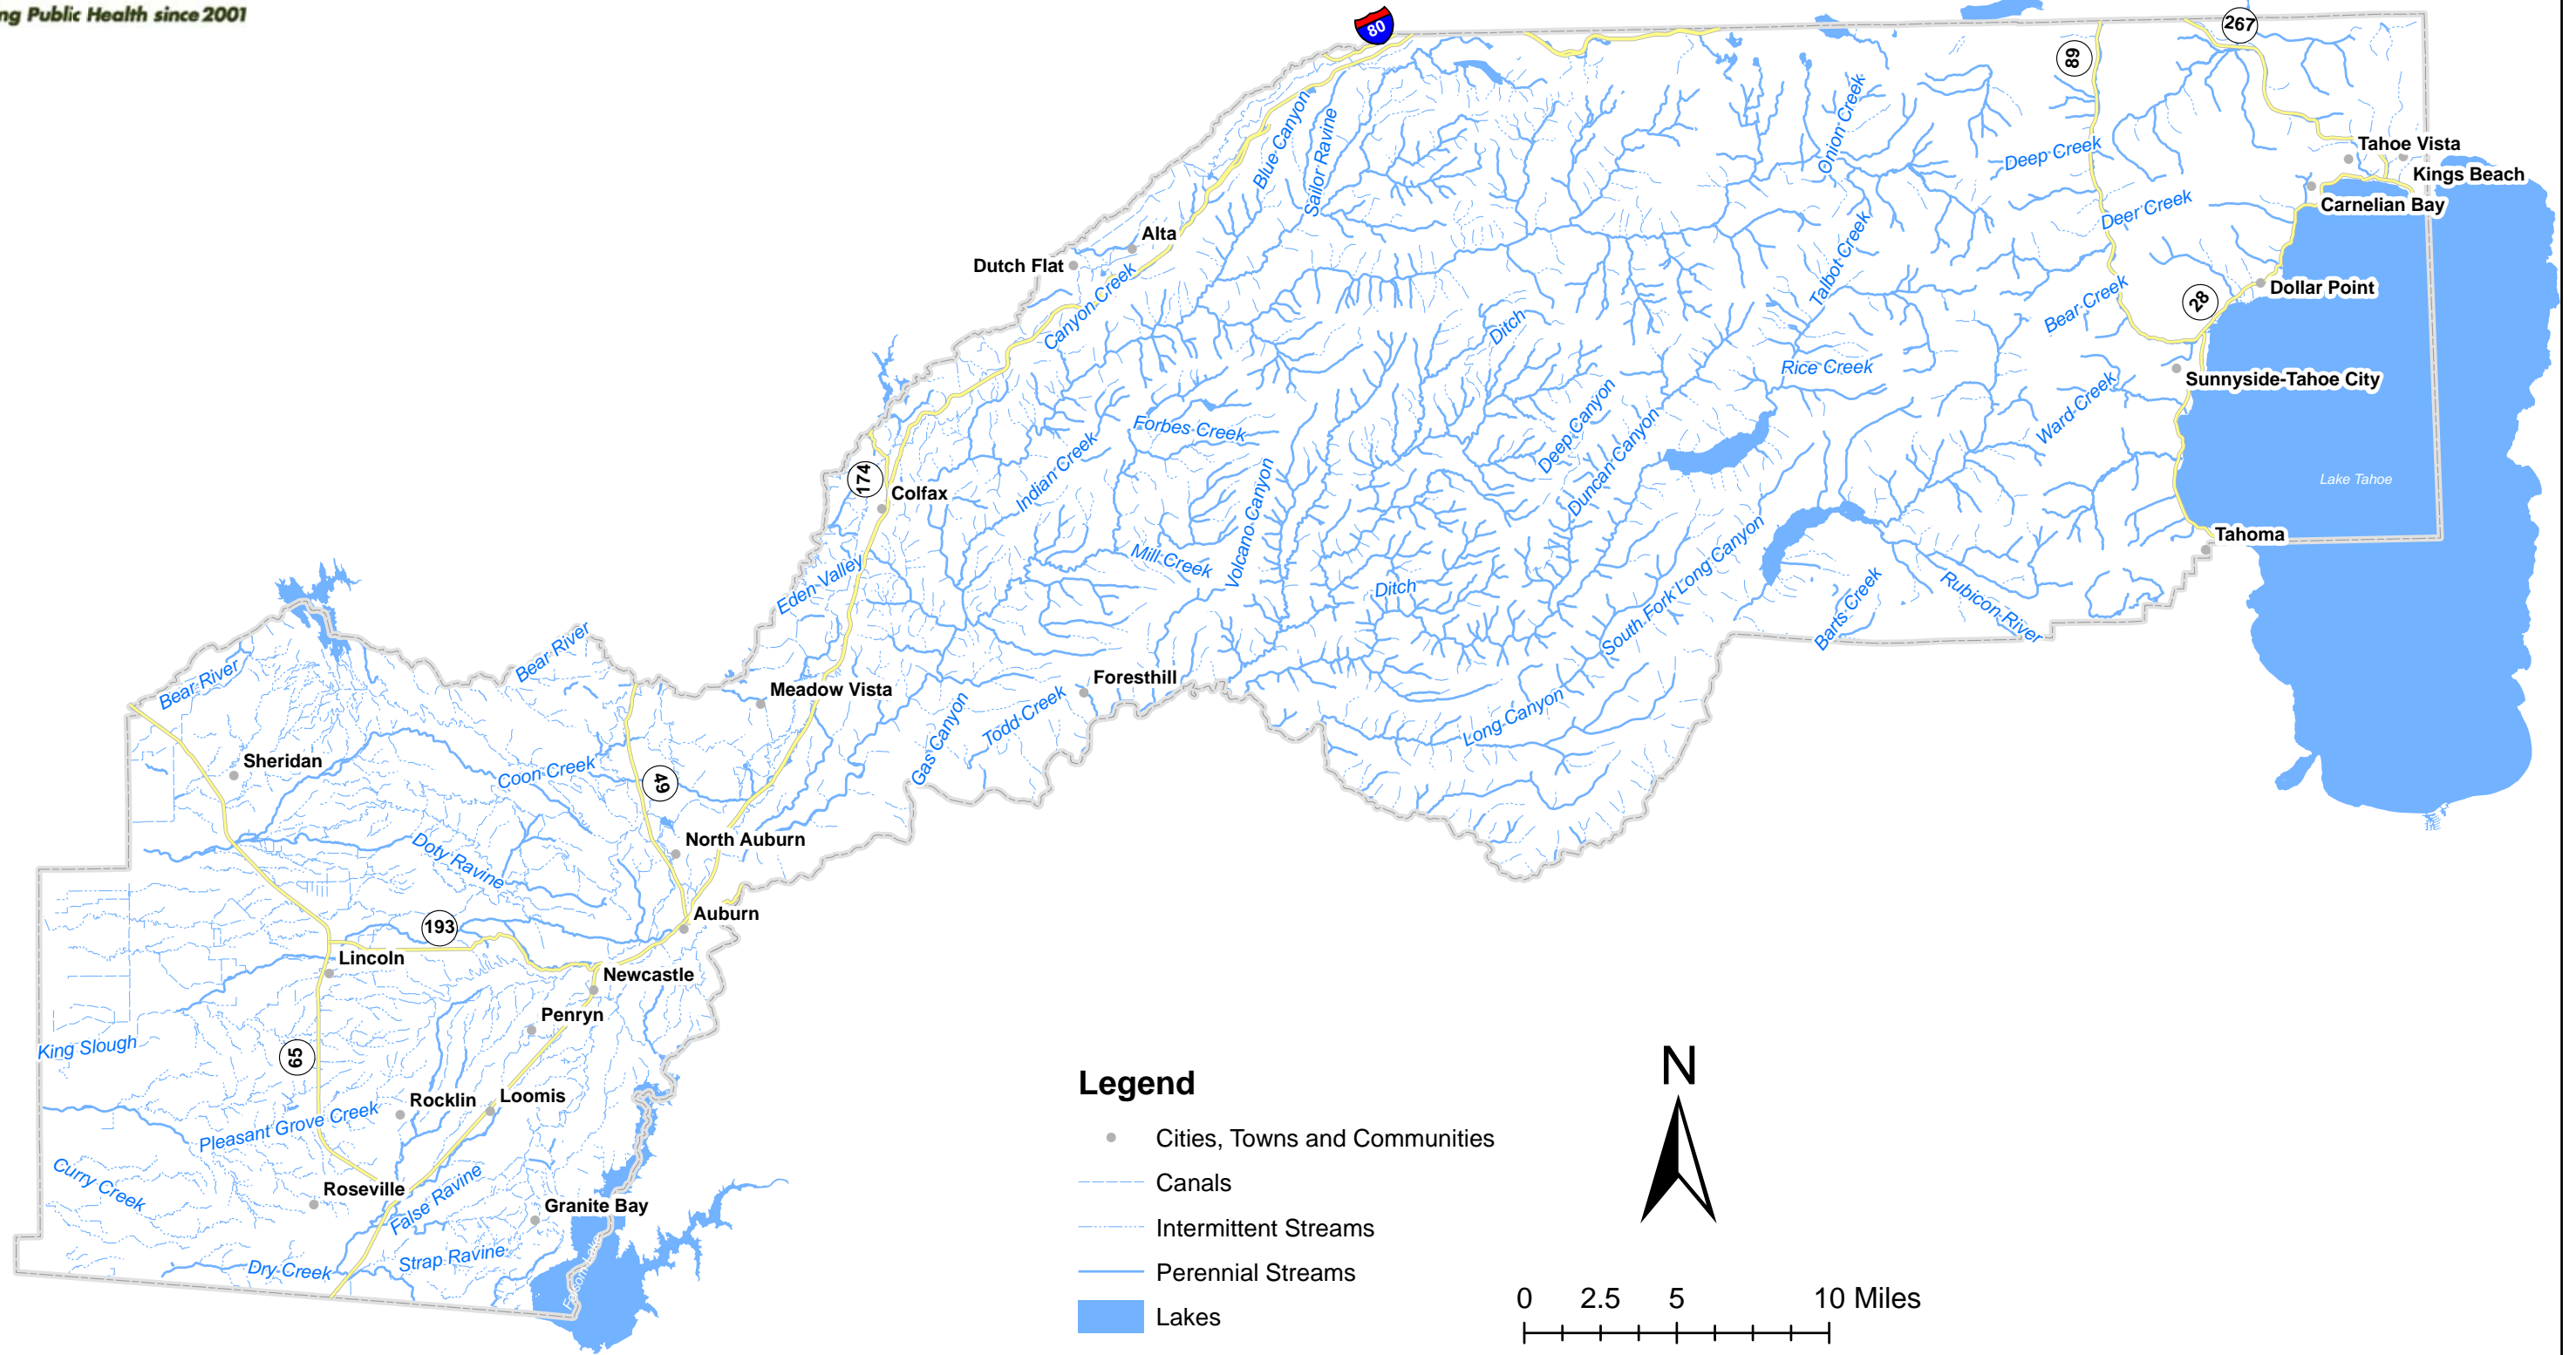 ng Public Health since 2001
80
267
89
Tahoe Vista
Kings Beach
Carnelian Bay
Onion Creek
Deep Creek
Deer Creek
Blue Canyon
Sailor Ravine
Alta
Dutch Flat
Canyon Creek
Talbot Creek
Bear Creek
28
Dollar Point
Ditch
Rice Creek
Sunnyside-Tahoe City
Ward Creek
Forbes Creek
Indian Creek
Deep Canyon
Duncan Canyon
174
Colfax
Volcano Canyon
Lake Tahoe
Tahoma
Mill Creek
Eden Valley
Ditch
South Fork Long Canyon
Barts Creek
Rubicon River
Bear River
Bear River
Meadow Vista
Foresthill
Gas Canyon
Todd Creek
Long Canyon
Sheridan
Coon Creek
49
North Auburn
Doty Ravine
Auburn
193
Lincoln
Newcastle
Penryn
King Slough
65
Rocklin
Loomis
Pleasant Grove Creek
Curry Creek
Roseville
False Ravine
Granite Bay
Strap Ravine
Dry Creek
Legend
Cities, Towns and Communities
Canals
Intermittent Streams
Perennial Streams
Lakes
N
0 2.5 5 10 Miles